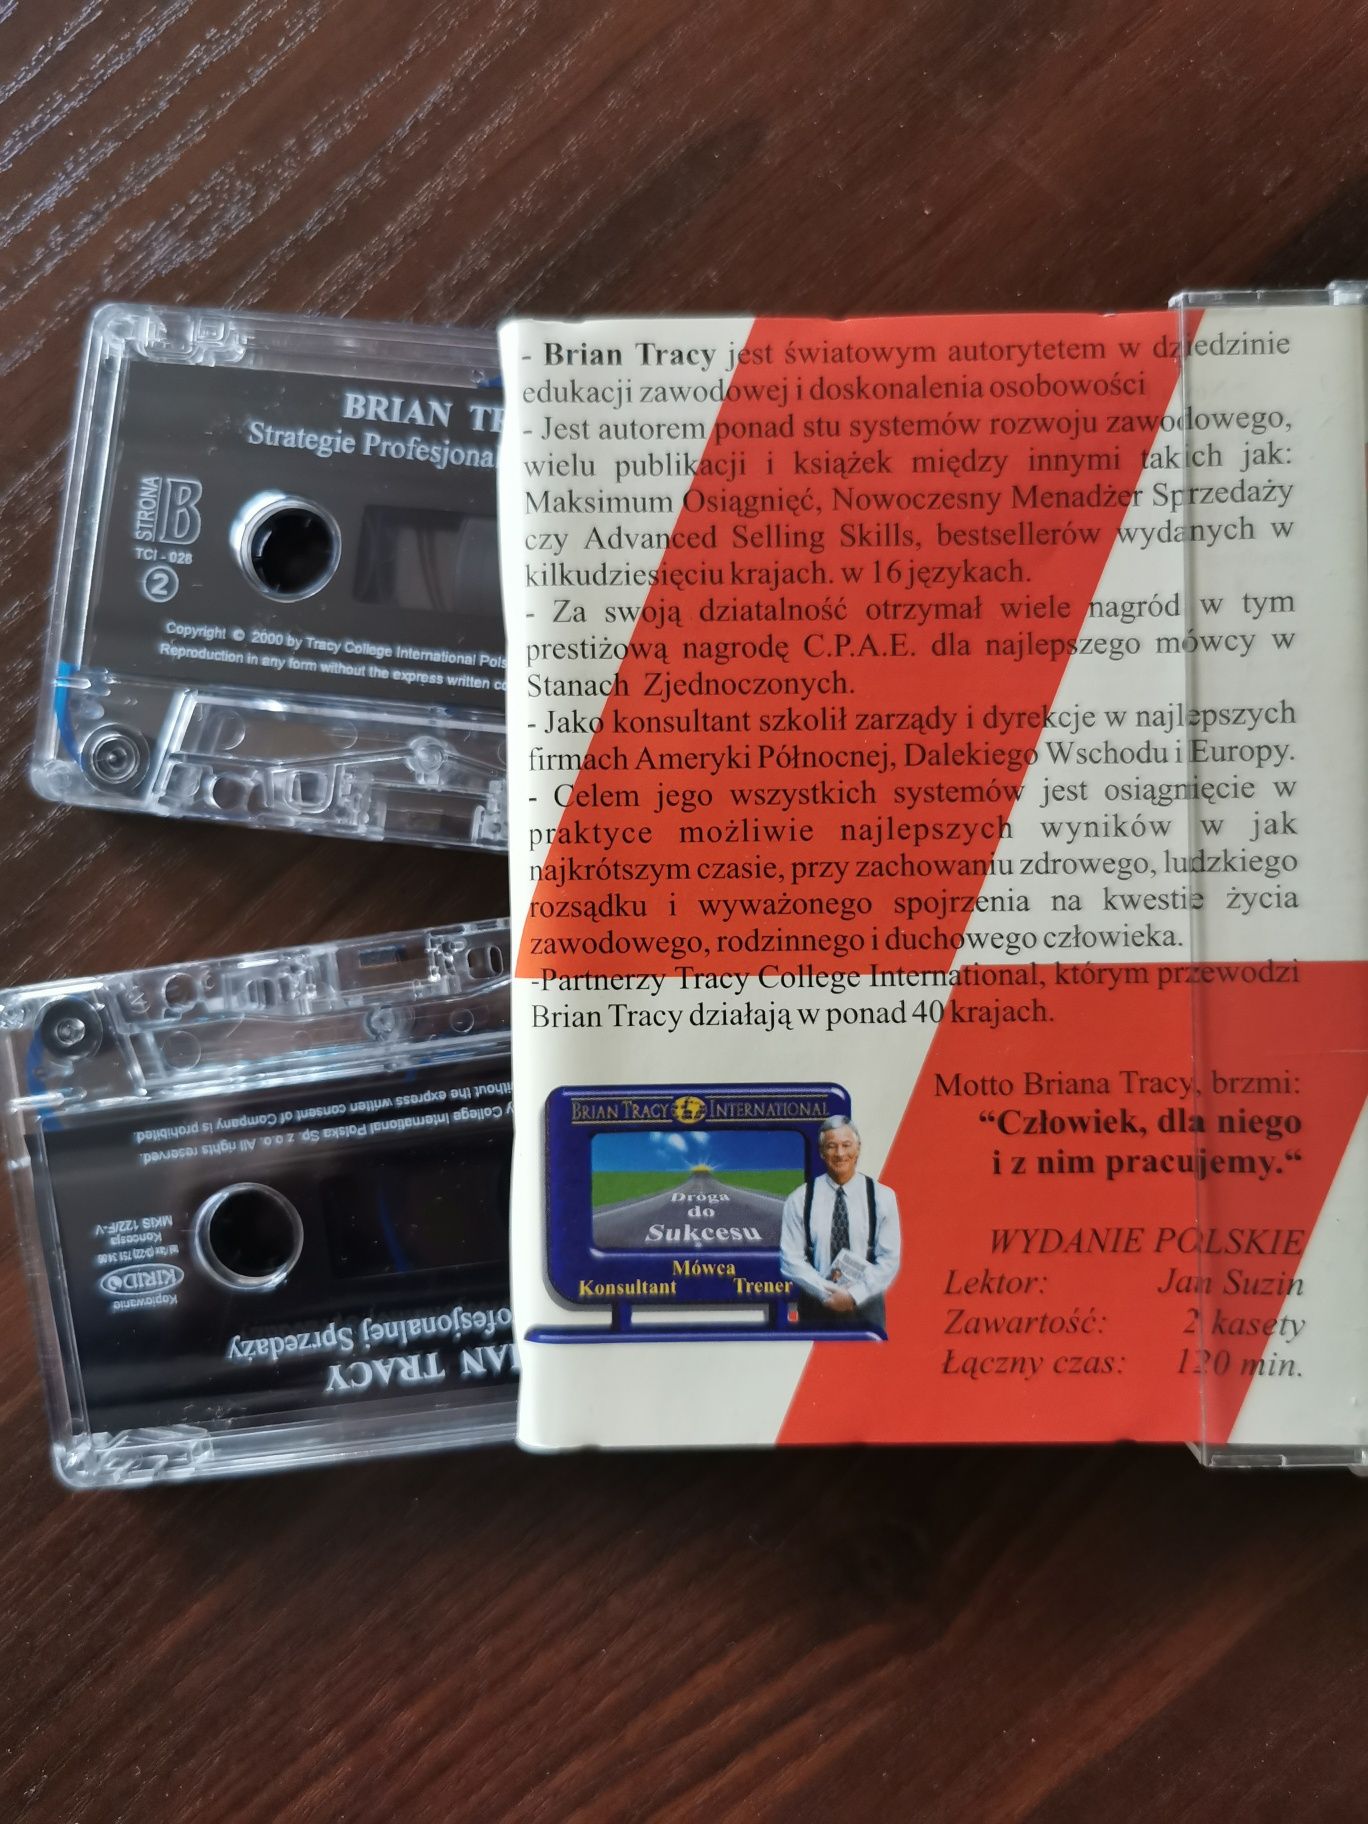 BRIAN
Strategie
STRONA
B
TCI - 028
2
Copyright © 2000 by Tracy College International
Reproduction in any form without the express written
- Brian Tracy jest światowym autorytetem w dziedzinie
edukacji zawodowej i doskonalenia osobowości
- Jest autorem ponad stu systemów rozwoju zawodowego,
wielu publikacji i książek między innymi takich jak:
Maksimum Osiągnięć, Nowoczesny Menadżer Sprzedaży
czy Advanced Selling Skills, bestsellerów wydanych w
kilkudziesięciu krajach. w 16 językach.
- Za swoją dziatalność otrzymał wiele nagród w tym
prestiżową nagrodę C.P.A.E. dla najlepszego mówcy w
Stanach Zjednoczonych.
- Jako konsultant szkolił zarządy i dyrekcje w najlepszych
firmach Ameryki Północnej, Dalekiego Wschodu i Europy.
- Celem jego wszystkich systemów jest osiągnięcie w
praktyce możliwie najlepszych wyników w jak
najkrótszym czasie, przy zachowaniu zdrowego, ludzkiego
rozsądku i wyważonego spojrzenia na kwestie życia
zawodowego, rodzinnego i duchowego człowieka.
-Partnerzy Tracy College International, którym przewodzi
Brian Tracy działają w ponad 40 krajach.
Motto Briana Tracy, brzmi:
“Człowiek, dla niego
i z nim pracujemy.“
BRIAN TRACY INTERNATIONAL
Droga
do
Sukcesu
Mówca
Konsultant Trener
WYDANIE POLSKIE
Lektor: Jan Suzin
Zawartość: 2 kasety
Łączny czas: 120 min.
TRACY
Sprzedaży
Kopiowanie
KIRID
Koncesja
MKIS 122/F-V
College International Polska Sp. z o.o. All rights reserved.
without the express written consent of Company is prohibited.